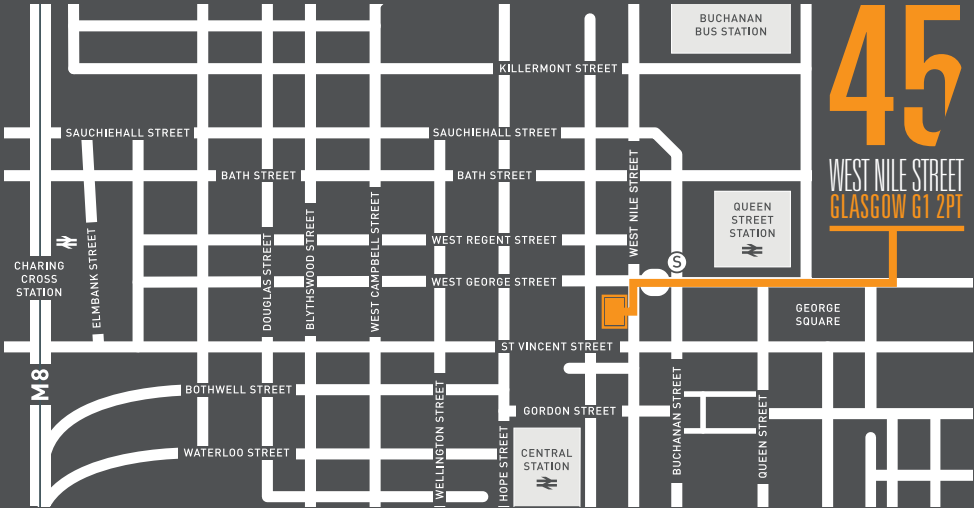 BUCHANAN
BUS STATION
45
WEST NILE STREET
GLASGOW G1 2PT
KILLERMONT STREET
SAUCHIEHALL STREET
SAUCHIEHALL STREET
BATH STREET
BATH STREET
WEST NILE STREET
QUEEN
STREET
STATION
WEST REGENT STREET
CHARING
CROSS
STATION
ELMBANK STREET
DOUGLAS STREET
BLYTHSWOOD STREET
WEST CAMPBELL STREET
WEST GEORGE STREET
S
GEORGE
SQUARE
ST VINCENT STREET
M8
BOTHWELL STREET
WELLINGTON STREET
HOPE STREET
GORDON STREET
BUCHANAN STREET
QUEEN STREET
WATERLOO STREET
CENTRAL
STATION